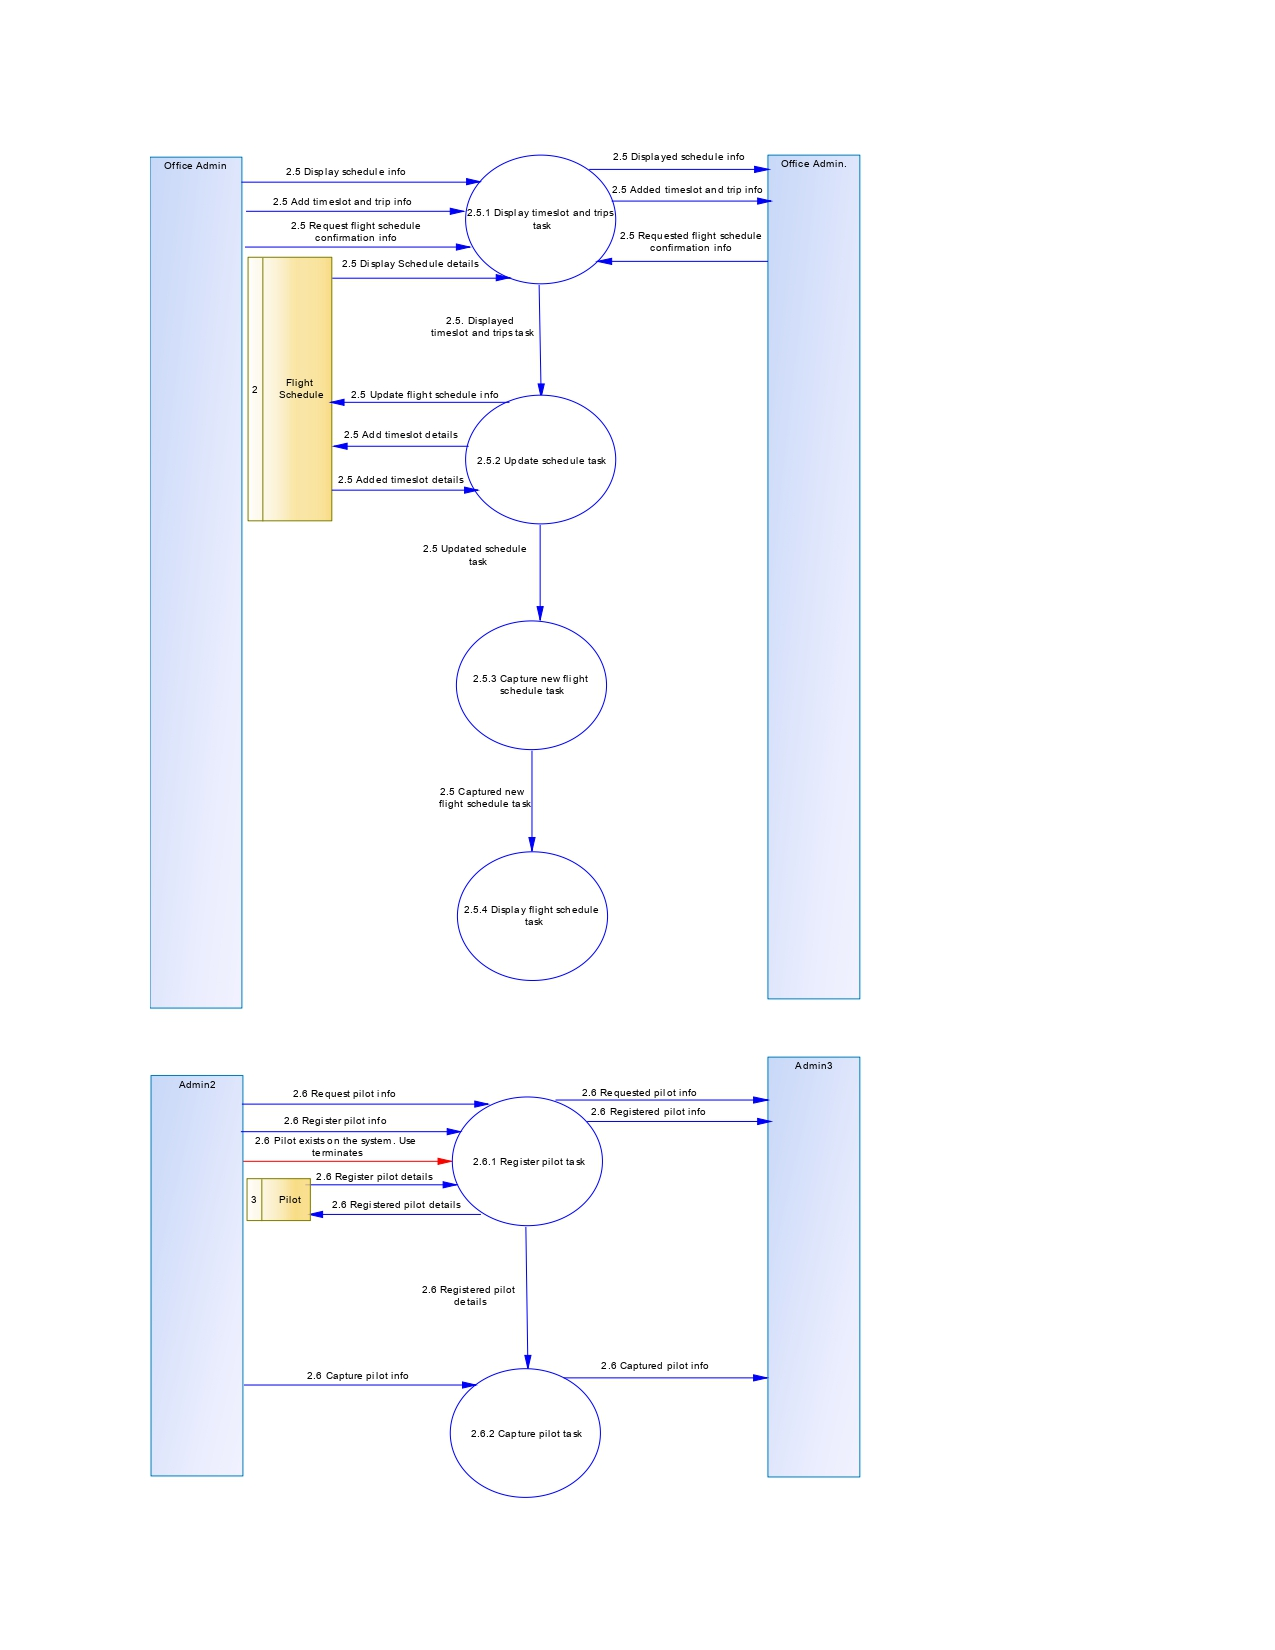 Office Admin
2.5 Display schedule info
2.5 Add timeslot and trip info
2.5 Request flight schedule
confirmation info
2.5 Display Schedule details
2.5.1 Display timeslot and trips
task
2.5 Displayed schedule info
2.5 Added timeslot and trip info
2.5 Requested flight schedule
confirmation info
Office Admin.
2.5. Displayed
timeslot and trips task
2
Flight
Schedule
2.5 Update flight schedule info
2.5 Add timeslot details
2.5 Added timeslot details
2.5.2 Update schedule task
2.5 Updated schedule
task
2.5.3 Capture new flight
schedule task
2.5 Captured new
flight schedule task
2.5.4 Display flight schedule
task
Admin2
2.6 Request pilot info
2.6 Register pilot info
2.6 Pilot exists on the system. Use
terminates
3
Pilot
2.6 Register pilot details
2.6 Registered pilot details
2.6.1 Register pilot task
2.6 Requested pilot info
2.6 Registered pilot info
Admin3
2.6 Registered pilot
details
2.6 Capture pilot info
2.6.2 Capture pilot task
2.6 Captured pilot info